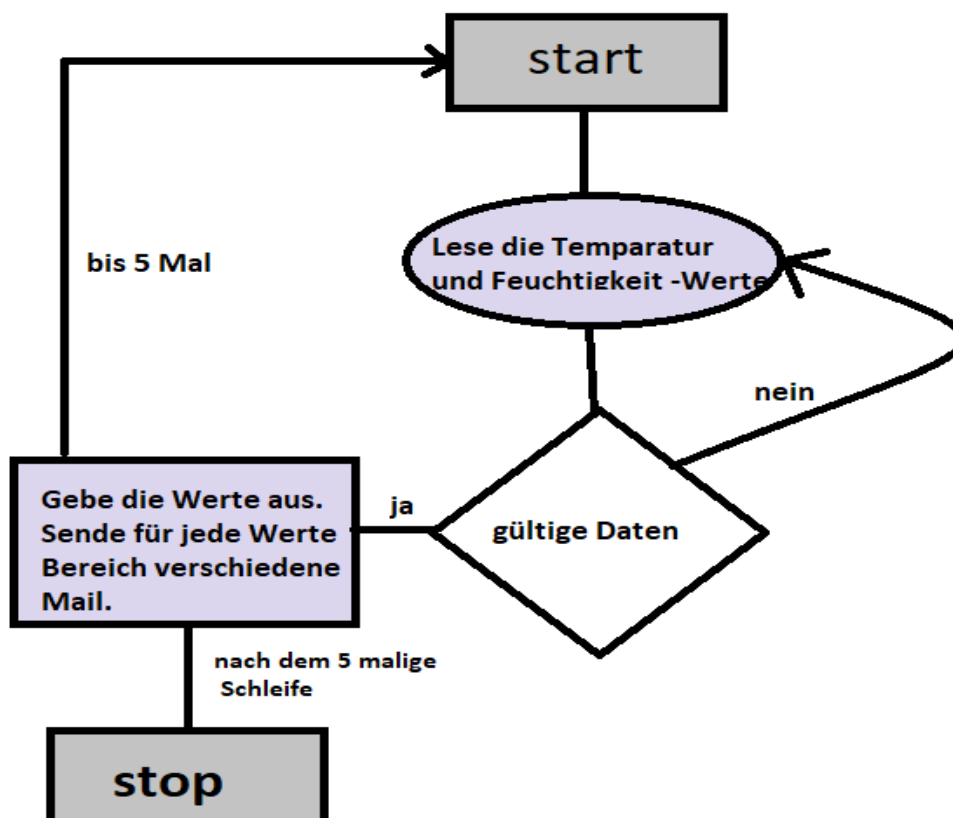 start
Lese die Temparatur
und Feuchtigkeit -Werte
bis 5 Mal
nein
ja
gültige Daten
Gebe die Werte aus.
Sende für jede Werte
Bereich verschiedene
Mail.
nach dem 5 malige
Schleife
stop